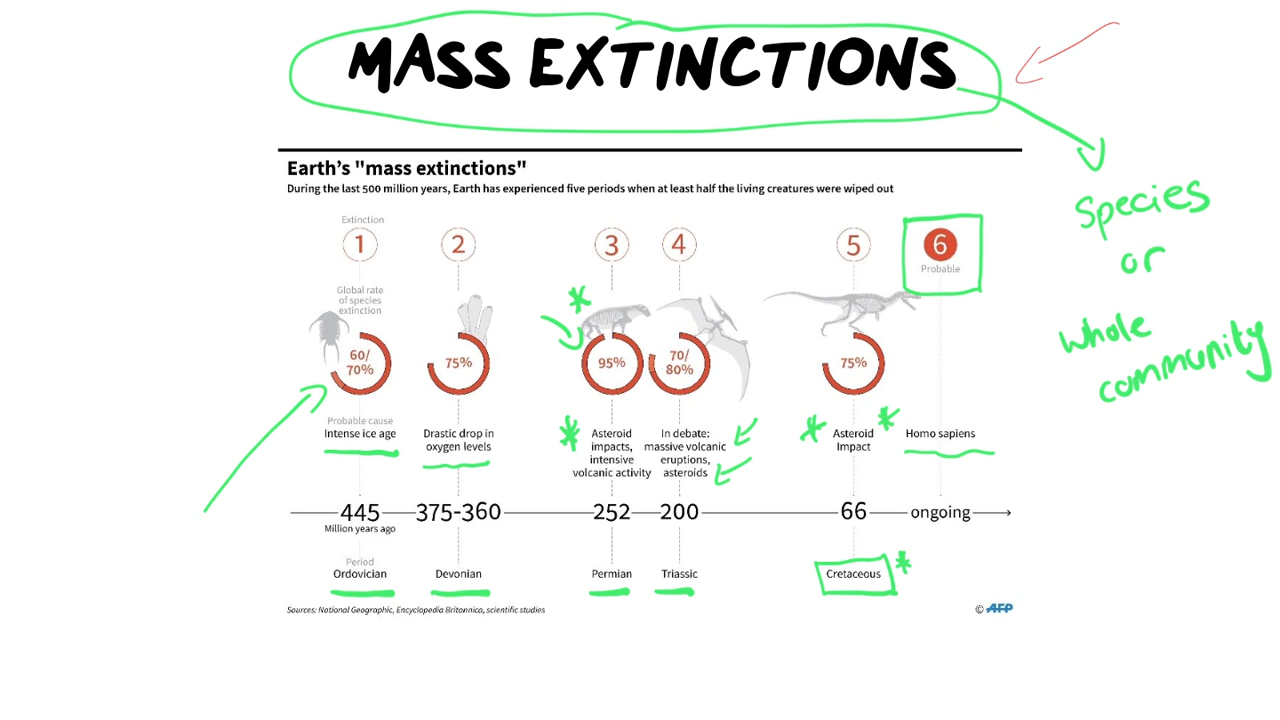 MASS EXTINCTIONS
Earth's "mass extinctions"
During the last 500 million years, Earth has experienced five periods when at least half the living creatures were wiped out
Extinction
1 2 3 4 5 6
Probable
Global rate
of species
extinction
60/
70%
75%
95%
70/
80%
75%
Probable cause
Intense ice age
Drastic drop in
oxygen levels
Asteroid
impacts,
intensive
volcanic activity
In debate:
massive volcanic
eruptions,
asteroids
Asteroid
Impact
Homo sapiens
445 375-360 252 200 66 ongoing
Million years ago
Period
Ordovician Devonian Permian Triassic Cretaceous
Sources: National Geographic, Encyclopedia Britannica, scientific studies
© AFP
Species
or
Whole
community